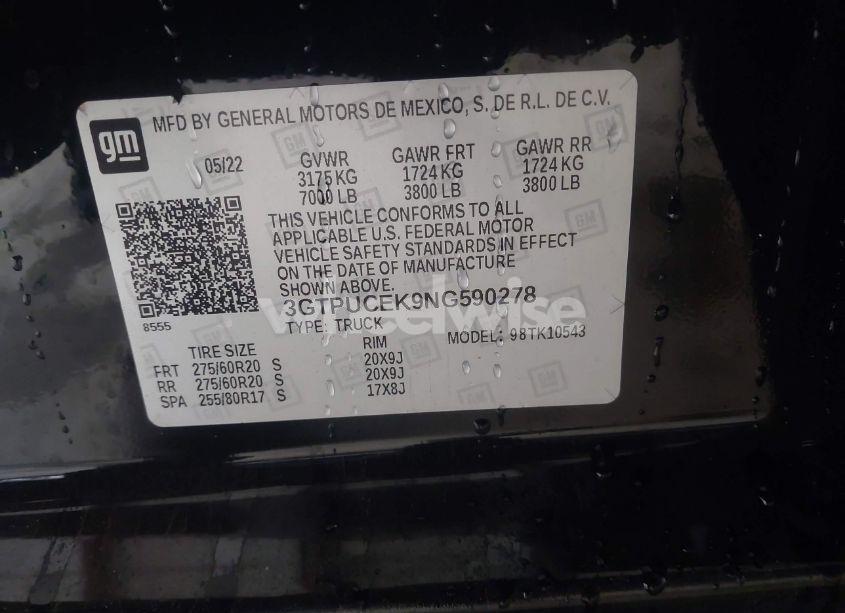 gm
MFD BY GENERAL MOTORS DE MEXICO, S. DE R.L. DE C.V.
05/22 GVWR GAWR FRT GAWR RR
3175 KG 1724 KG 1724 KG
7000 LB 3800 LB 3800 LB
THIS VEHICLE CONFORMS TO ALL
APPLICABLE U.S. FEDERAL MOTOR
VEHICLE SAFETY STANDARDS IN EFFECT
ON THE DATE OF MANUFACTURE
SHOWN ABOVE.
3GTPUCEK9NG590278
8555 TYPE: TRUCK MODEL: 98TK10543
TIRE SIZE RIM
FRT 275/60R20 S 20X9J
RR 275/60R20 S 20X9J
SPA 255/80R17 S 17X8J
wheelwise